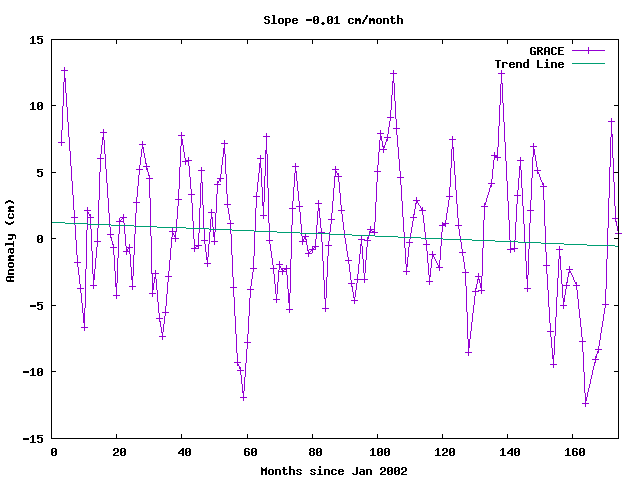 Slope -0.01 cm/month
15
10
5
0
-5
-10
-15
Anomaly (cm)
GRACE
Trend Line
0 20 40 60 80 100 120 140 160
Months since Jan 2002